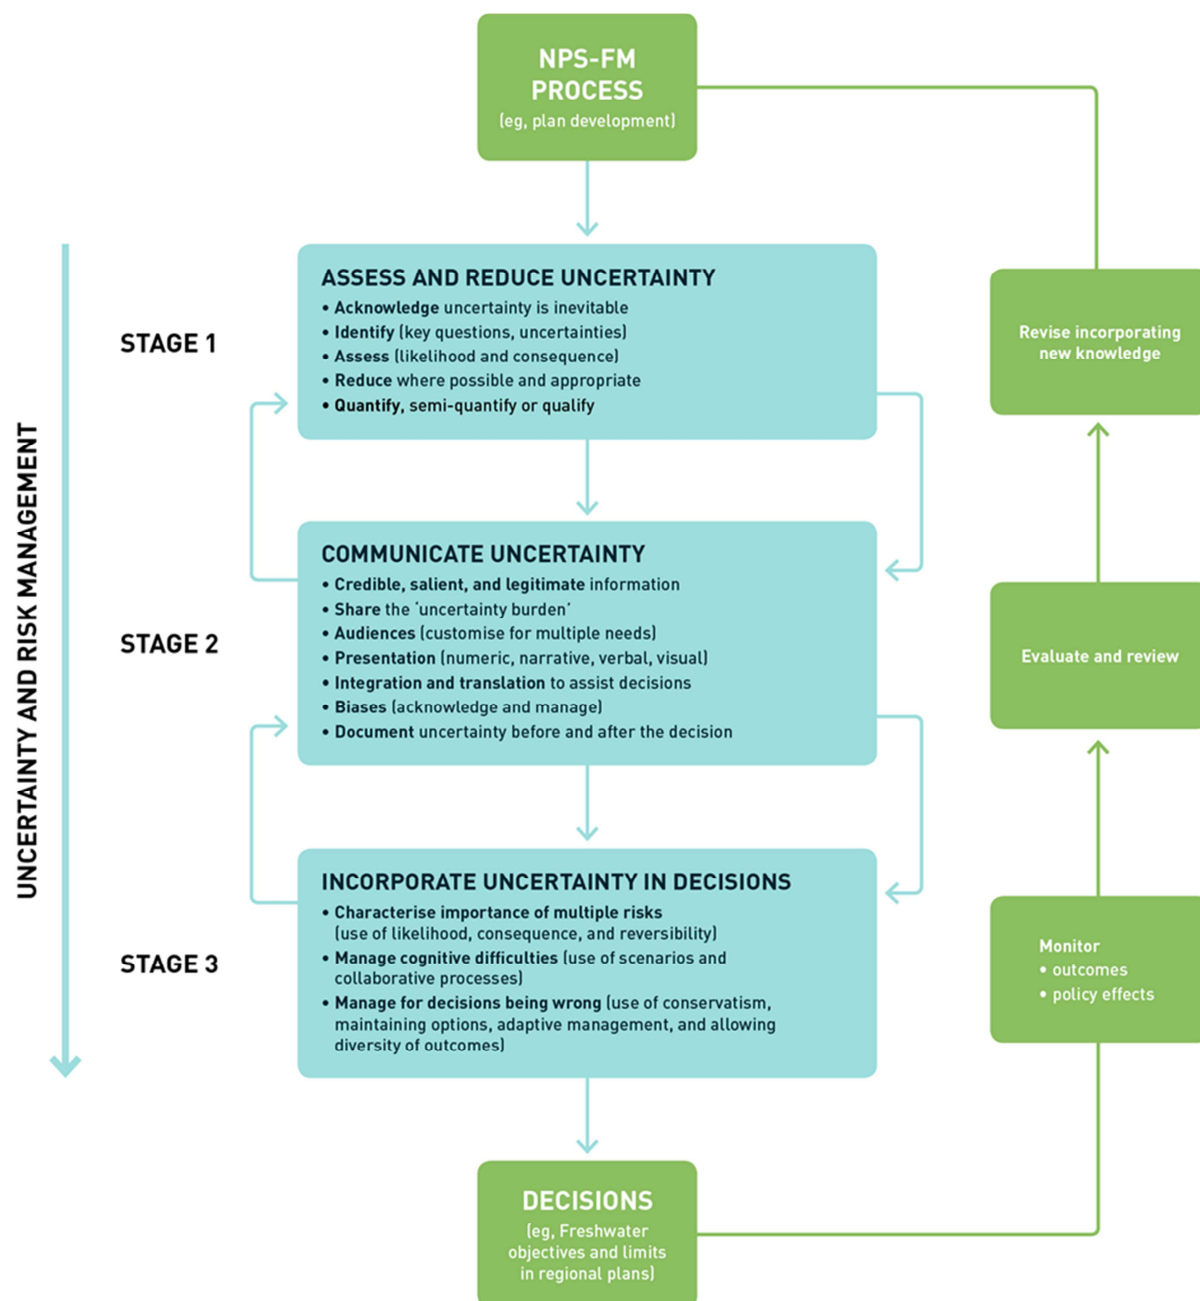 NPS-FM
PROCESS
(eg, plan development)
UNCERTAINTY AND RISK MANAGEMENT
STAGE 1
ASSESS AND REDUCE UNCERTAINTY
• Acknowledge uncertainty is inevitable
• Identify (key questions, uncertainties)
• Assess (likelihood and consequence)
• Reduce where possible and appropriate
• Quantify, semi-quantify or qualify
STAGE 2
COMMUNICATE UNCERTAINTY
• Credible, salient, and legitimate information
• Share the ‘uncertainty burden’
• Audiences (customise for multiple needs)
• Presentation (numeric, narrative, verbal, visual)
• Integration and translation to assist decisions
• Biases (acknowledge and manage)
• Document uncertainty before and after the decision
STAGE 3
INCORPORATE UNCERTAINTY IN DECISIONS
• Characterise importance of multiple risks
(use of likelihood, consequence, and reversibility)
• Manage cognitive difficulties (use of scenarios and
collaborative processes)
• Manage for decisions being wrong (use of conservatism,
maintaining options, adaptive management, and allowing
diversity of outcomes)
DECISIONS
(eg, Freshwater
objectives and limits
in regional plans)
Monitor
• outcomes
• policy effects
Evaluate and review
Revise incorporating
new knowledge